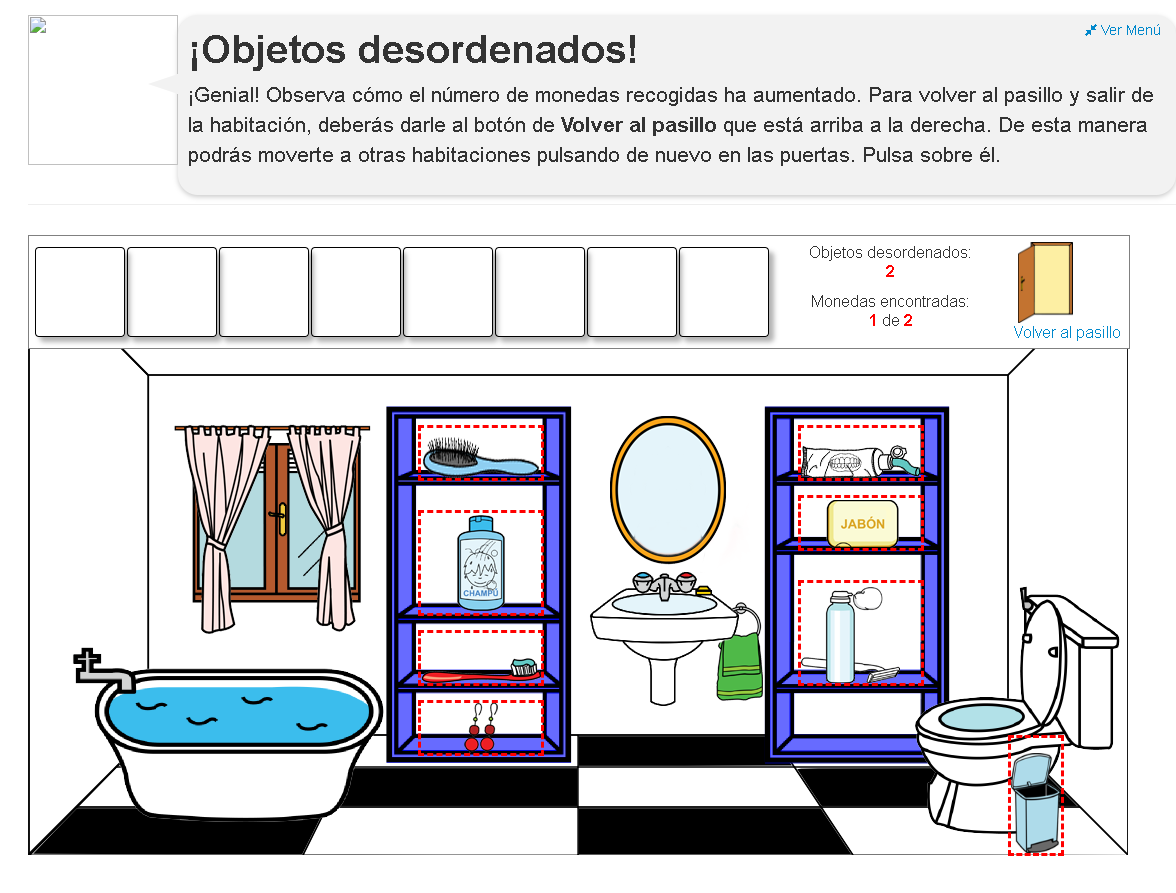 Ver Menú
¡Objetos desordenados!
¡Genial! Observa cómo el número de monedas recogidas ha aumentado. Para volver al pasillo y salir de
la habitación, deberás darle al botón de Volver al pasillo que está arriba a la derecha. De esta manera
podrás moverte a otras habitaciones pulsando de nuevo en las puertas. Pulsa sobre él.
Objetos desordenados:
2
Monedas encontradas:
1 de 2
Volver al pasillo
JABÓN
CHAMPÚ